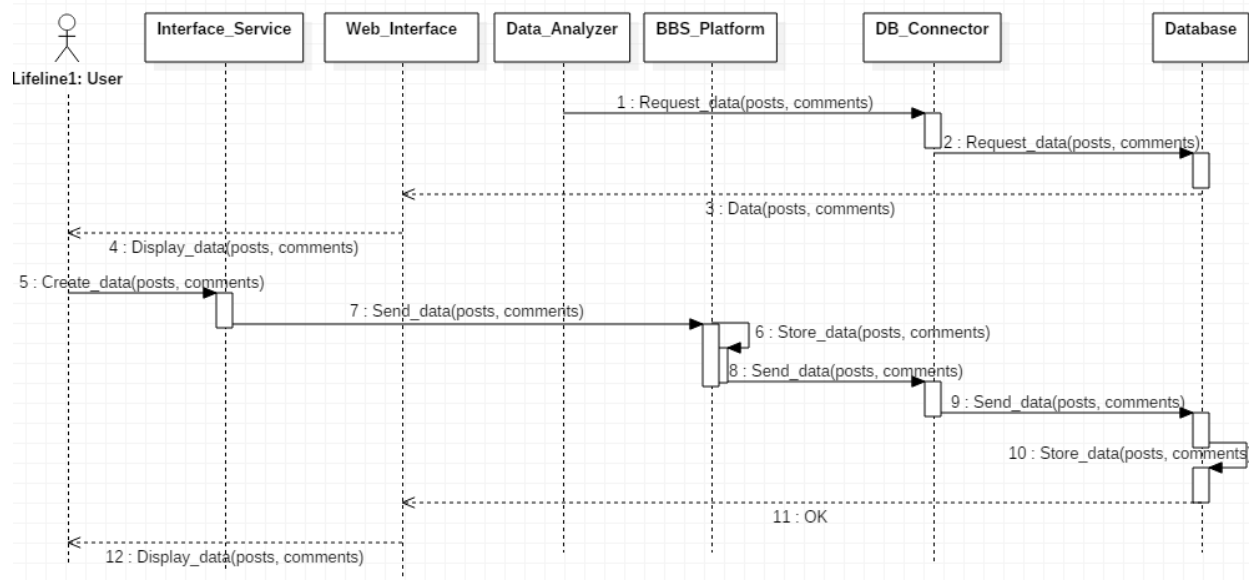 Interface_Service
Web_Interface
Data_Analyzer
BBS_Platform
DB_Connector
Database
Lifeline1: User
1 : Request_data(posts, comments)
2 : Request_data(posts, comments)
3 : Data(posts, comments)
4 : Display_data(posts, comments)
5 : Create_data(posts, comments)
7 : Send_data(posts, comments)
6 : Store_data(posts, comments)
8 : Send_data(posts, comments)
9 : Send_data(posts, comments)
10 : Store_data(posts, comments)
11 : OK
12 : Display_data(posts, comments)